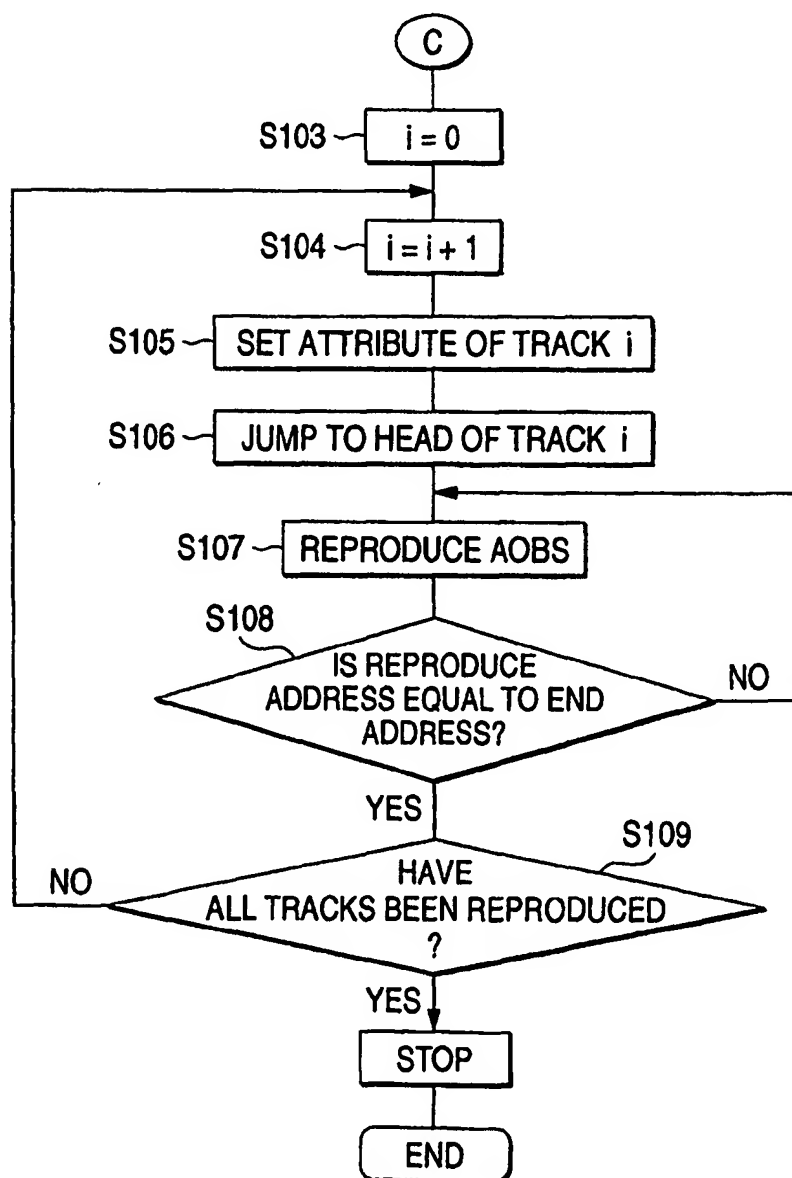 C
S103
i = 0
S104
i = i + 1
S105
SET ATTRIBUTE OF TRACK i
S106
JUMP TO HEAD OF TRACK i
S107
REPRODUCE AOBS
S108
IS REPRODUCE
ADDRESS EQUAL TO END
ADDRESS?
NO
YES
S109
HAVE
ALL TRACKS BEEN REPRODUCED
?
NO
YES
STOP
END